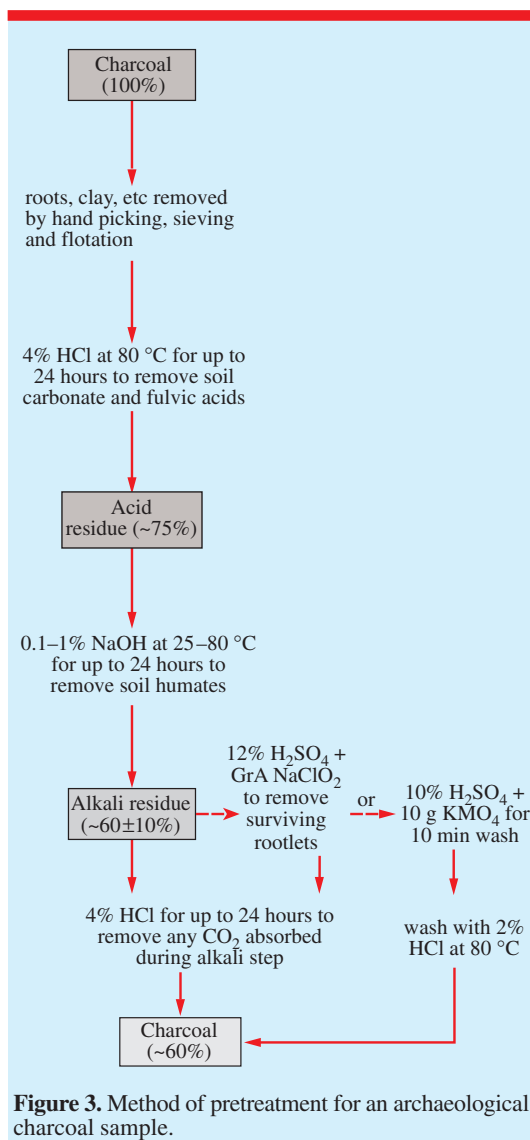 Charcoal
(100%)
roots, clay, etc removed
by hand picking, sieving
and flotation
4% HCl at 80 °C for up to
24 hours to remove soil
carbonate and fulvic acids
Acid
residue (~75%)
0.1–1% NaOH at 25–80 °C
for up to 24 hours to
remove soil humates
Alkali residue
(~60±10%)
12% H₂SO₄ +
GrA NaClO₂
to remove
surviving
rootlets
or
10% H₂SO₄ +
10 g KMO₄ for
10 min wash
4% HCl for up to 24 hours to
remove any CO₂ absorbed
during alkali step
wash with 2%
HCl at 80 °C
Charcoal
(~60%)
Figure 3. Method of pretreatment for an archaeological
charcoal sample.